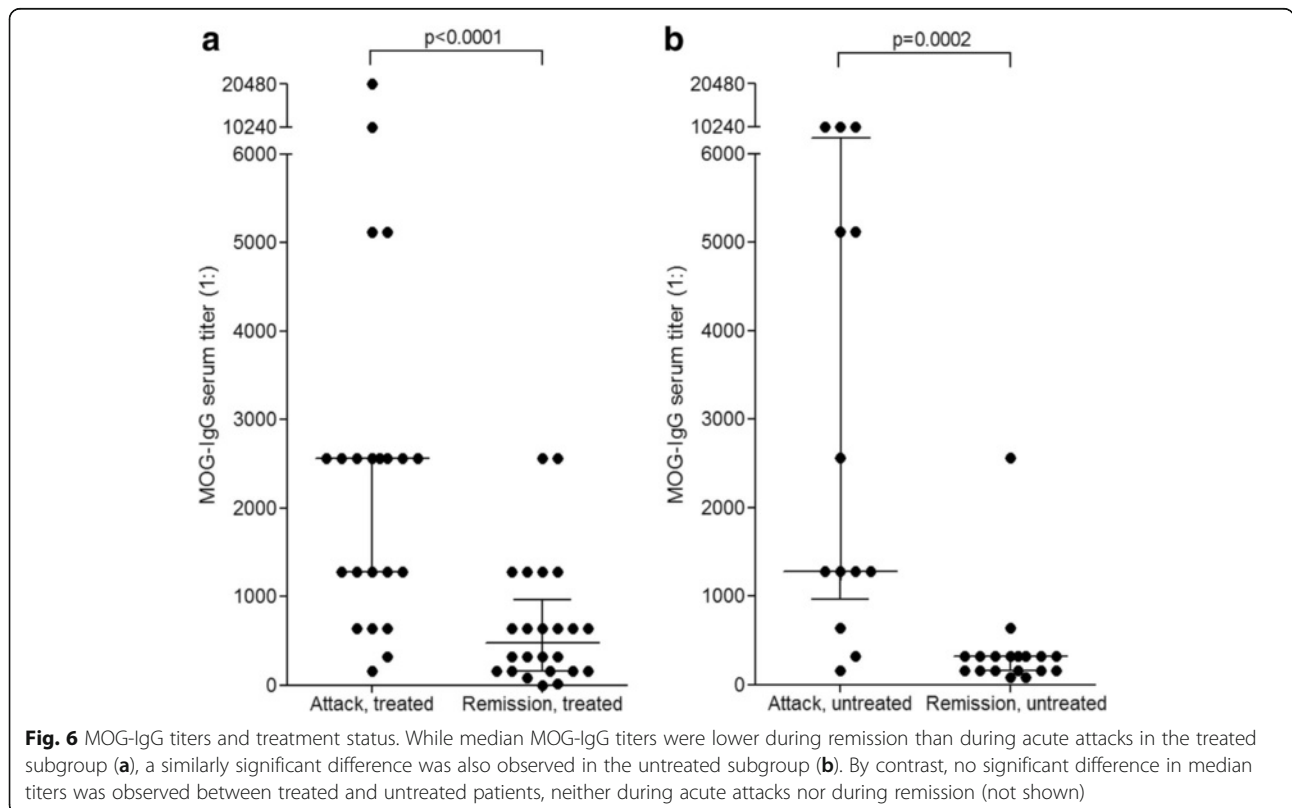 a
p<0.0001
20480
10240
6000
5000
4000
3000
2000
1000
0
MOG-IgG serum titer (1:)
Attack, treated
Remission, treated
b
p=0.0002
20480
10240
6000
5000
4000
3000
2000
1000
0
MOG-IgG serum titer (1:)
Attack, untreated
Remission, untreated
Fig. 6 MOG-IgG titers and treatment status. While median MOG-IgG titers were lower during remission than during acute attacks in the treated
subgroup (a), a similarly significant difference was also observed in the untreated subgroup (b). By contrast, no significant difference in median
titers was observed between treated and untreated patients, neither during acute attacks nor during remission (not shown)